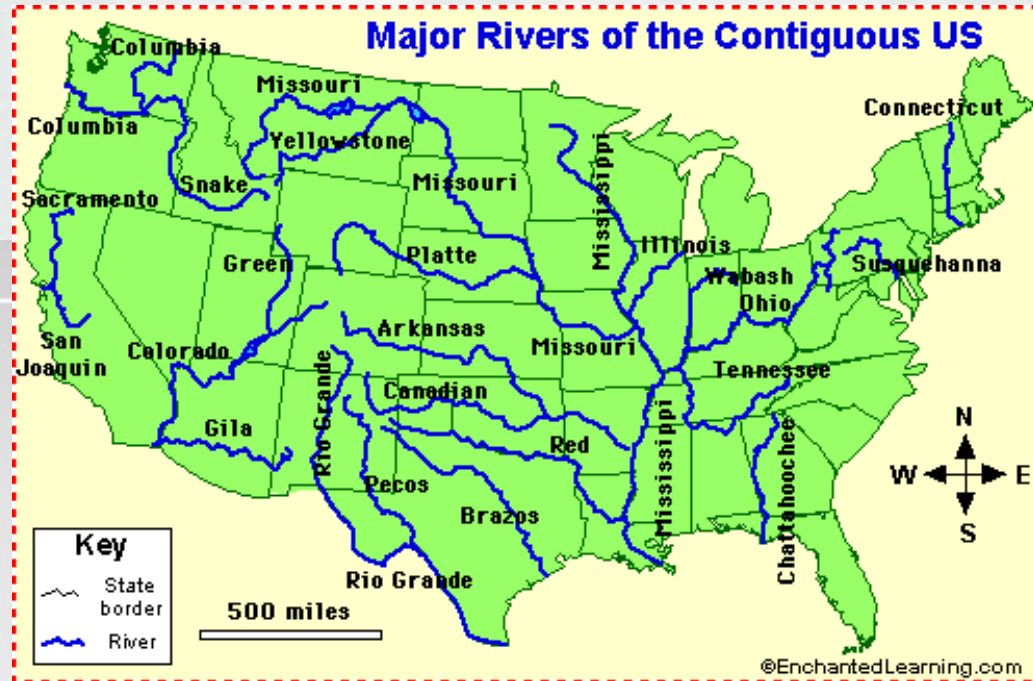 Major Rivers of the Contiguous US
Columbia
Missouri
Connecticut
Columbia
Yellowstone
Mississippi
Snake
Missouri
Sacramento
Illinois
Green
Platte
Wabash
Susquehanna
Ohio
San
Joaquin
Colorado
Arkansas
Missouri
Tennessee
Rio Grande
Canadian
Gila
Red
Mississippi
Chattahoochee
Pecos
Brazos
Rio Grande
N
W
E
S
Key
State
border
River
500 miles
©EnchantedLearning.com